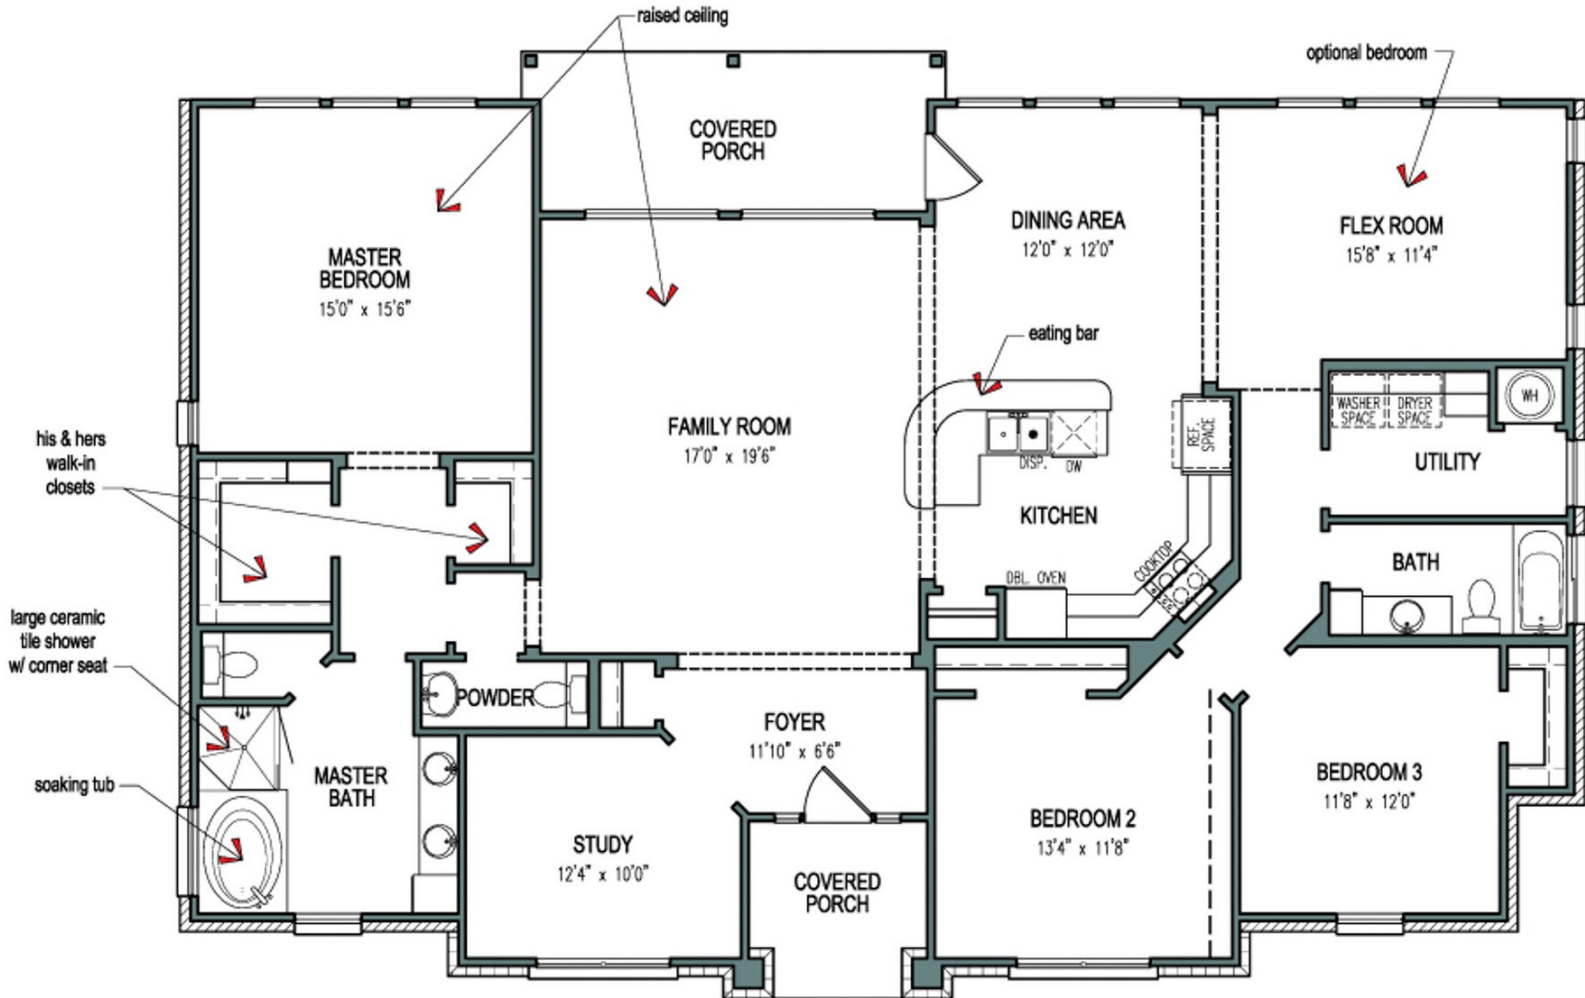 raised ceiling
optional bedroom
COVERED
PORCH
MASTER
BEDROOM
15'0" x 15'6"
DINING AREA
12'0" x 12'0"
FLEX ROOM
15'8" x 11'4"
eating bar
his & hers
walk-in
closets
FAMILY ROOM
17'0" x 19'6"
DISP.
DW
REF.
SPACE
WASHER
SPACE
DRYER
SPACE
WH
UTILITY
KITCHEN
COOKTOP
DBL. OVEN
BATH
large ceramic
tile shower
w/ corner seat
POWDER
FOYER
11'10" x 6'6"
soaking tub
MASTER
BATH
STUDY
12'4" x 10'0"
COVERED
PORCH
BEDROOM 2
13'4" x 11'8"
BEDROOM 3
11'8" x 12'0"